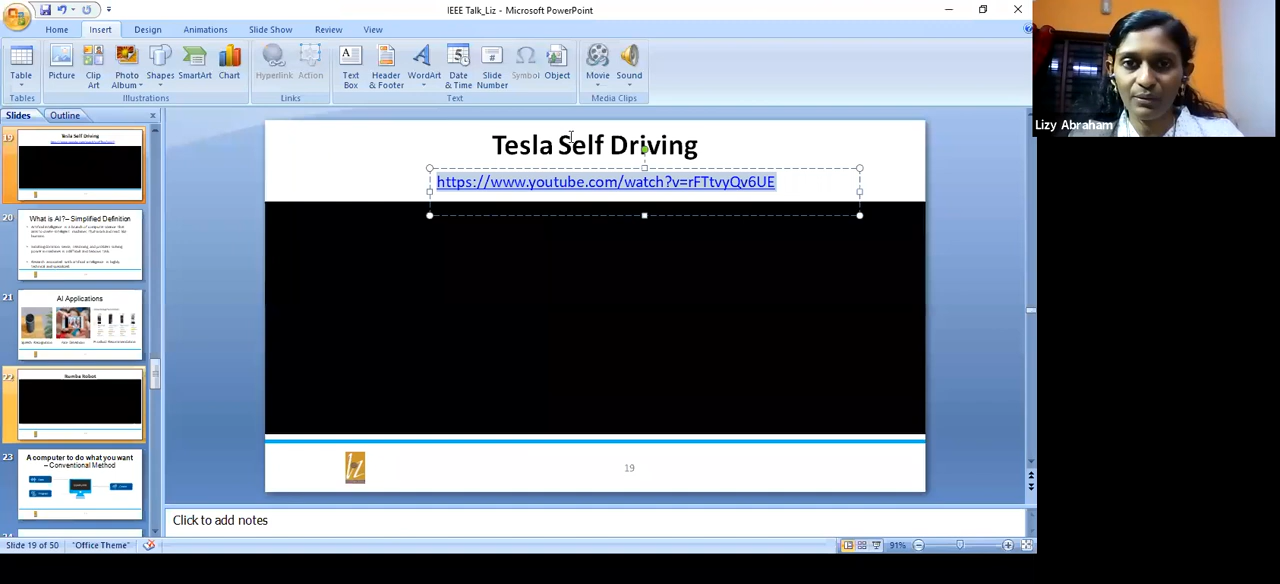 IEEE Talk_Liz - Microsoft PowerPoint
Home Insert Design Animations Slide Show Review View
Table Picture Clip Art Photo Album Shapes SmartArt Chart Hyperlink Action Text Box Header & Footer WordArt Date & Time Slide Number Symbol Object Movie Sound
Tables Illustrations Links Text Media Clips
Slides Outline
19
Tesla Self Driving
20
What is AI?– Simplified Definition
21
AI Applications
22
Rumba Robot
23
A computer to do what you want
– Conventional Method
Tesla Self Driving
https://www.youtube.com/watch?v=rFTtvyQv6UE
19
Click to add notes
Slide 19 of 50 "Office Theme" 91%
Lizy Abraham